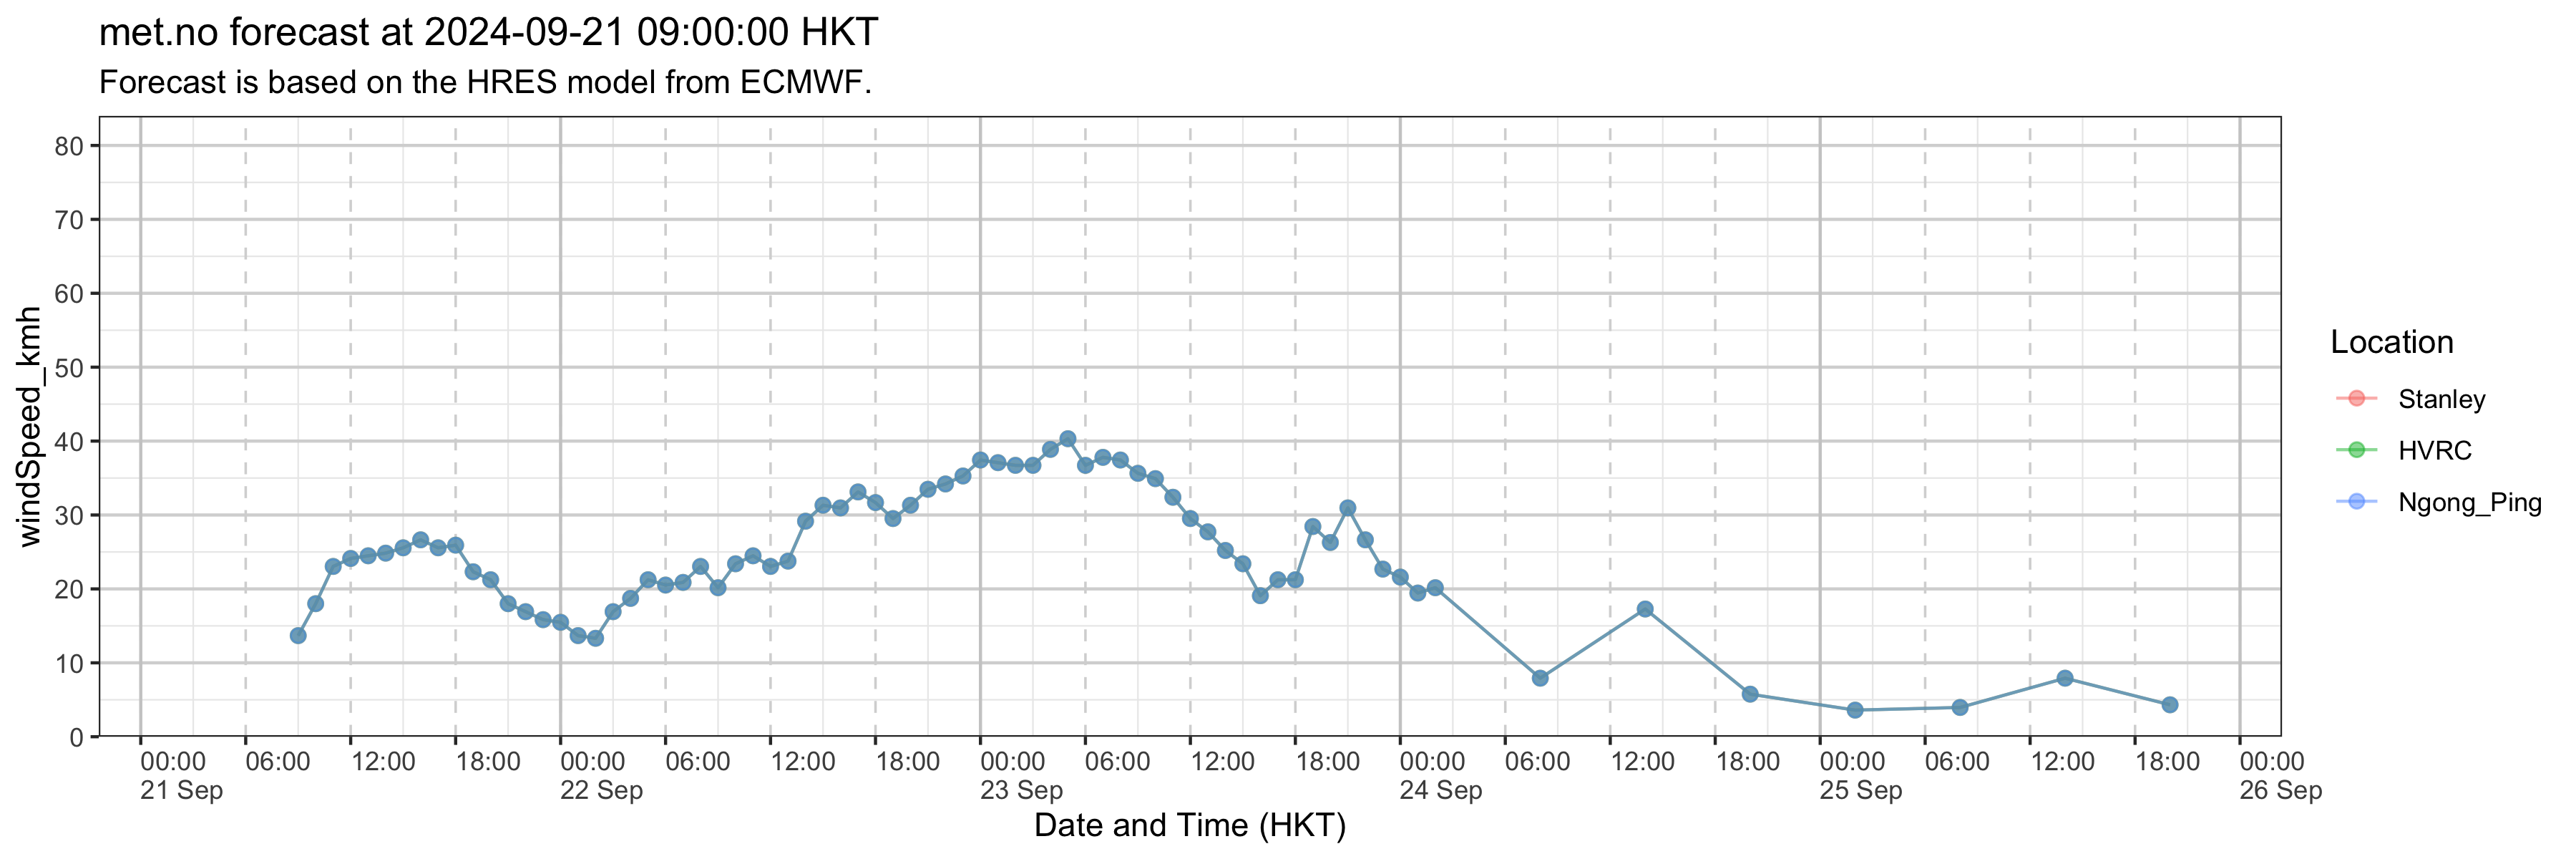 met.no forecast at 2024-09-21 09:00:00 HKT
Forecast is based on the HRES model from ECMWF.
windSpeed_kmh
80
70
60
50
40
30
20
10
0
00:00 06:00 12:00 18:00 00:00 06:00 12:00 18:00 00:00 06:00 12:00 18:00 00:00 06:00 12:00 18:00 00:00 06:00 12:00 18:00 00:00
21 Sep 22 Sep 23 Sep 24 Sep 25 Sep 26 Sep
Date and Time (HKT)
Location
Stanley
HVRC
Ngong_Ping